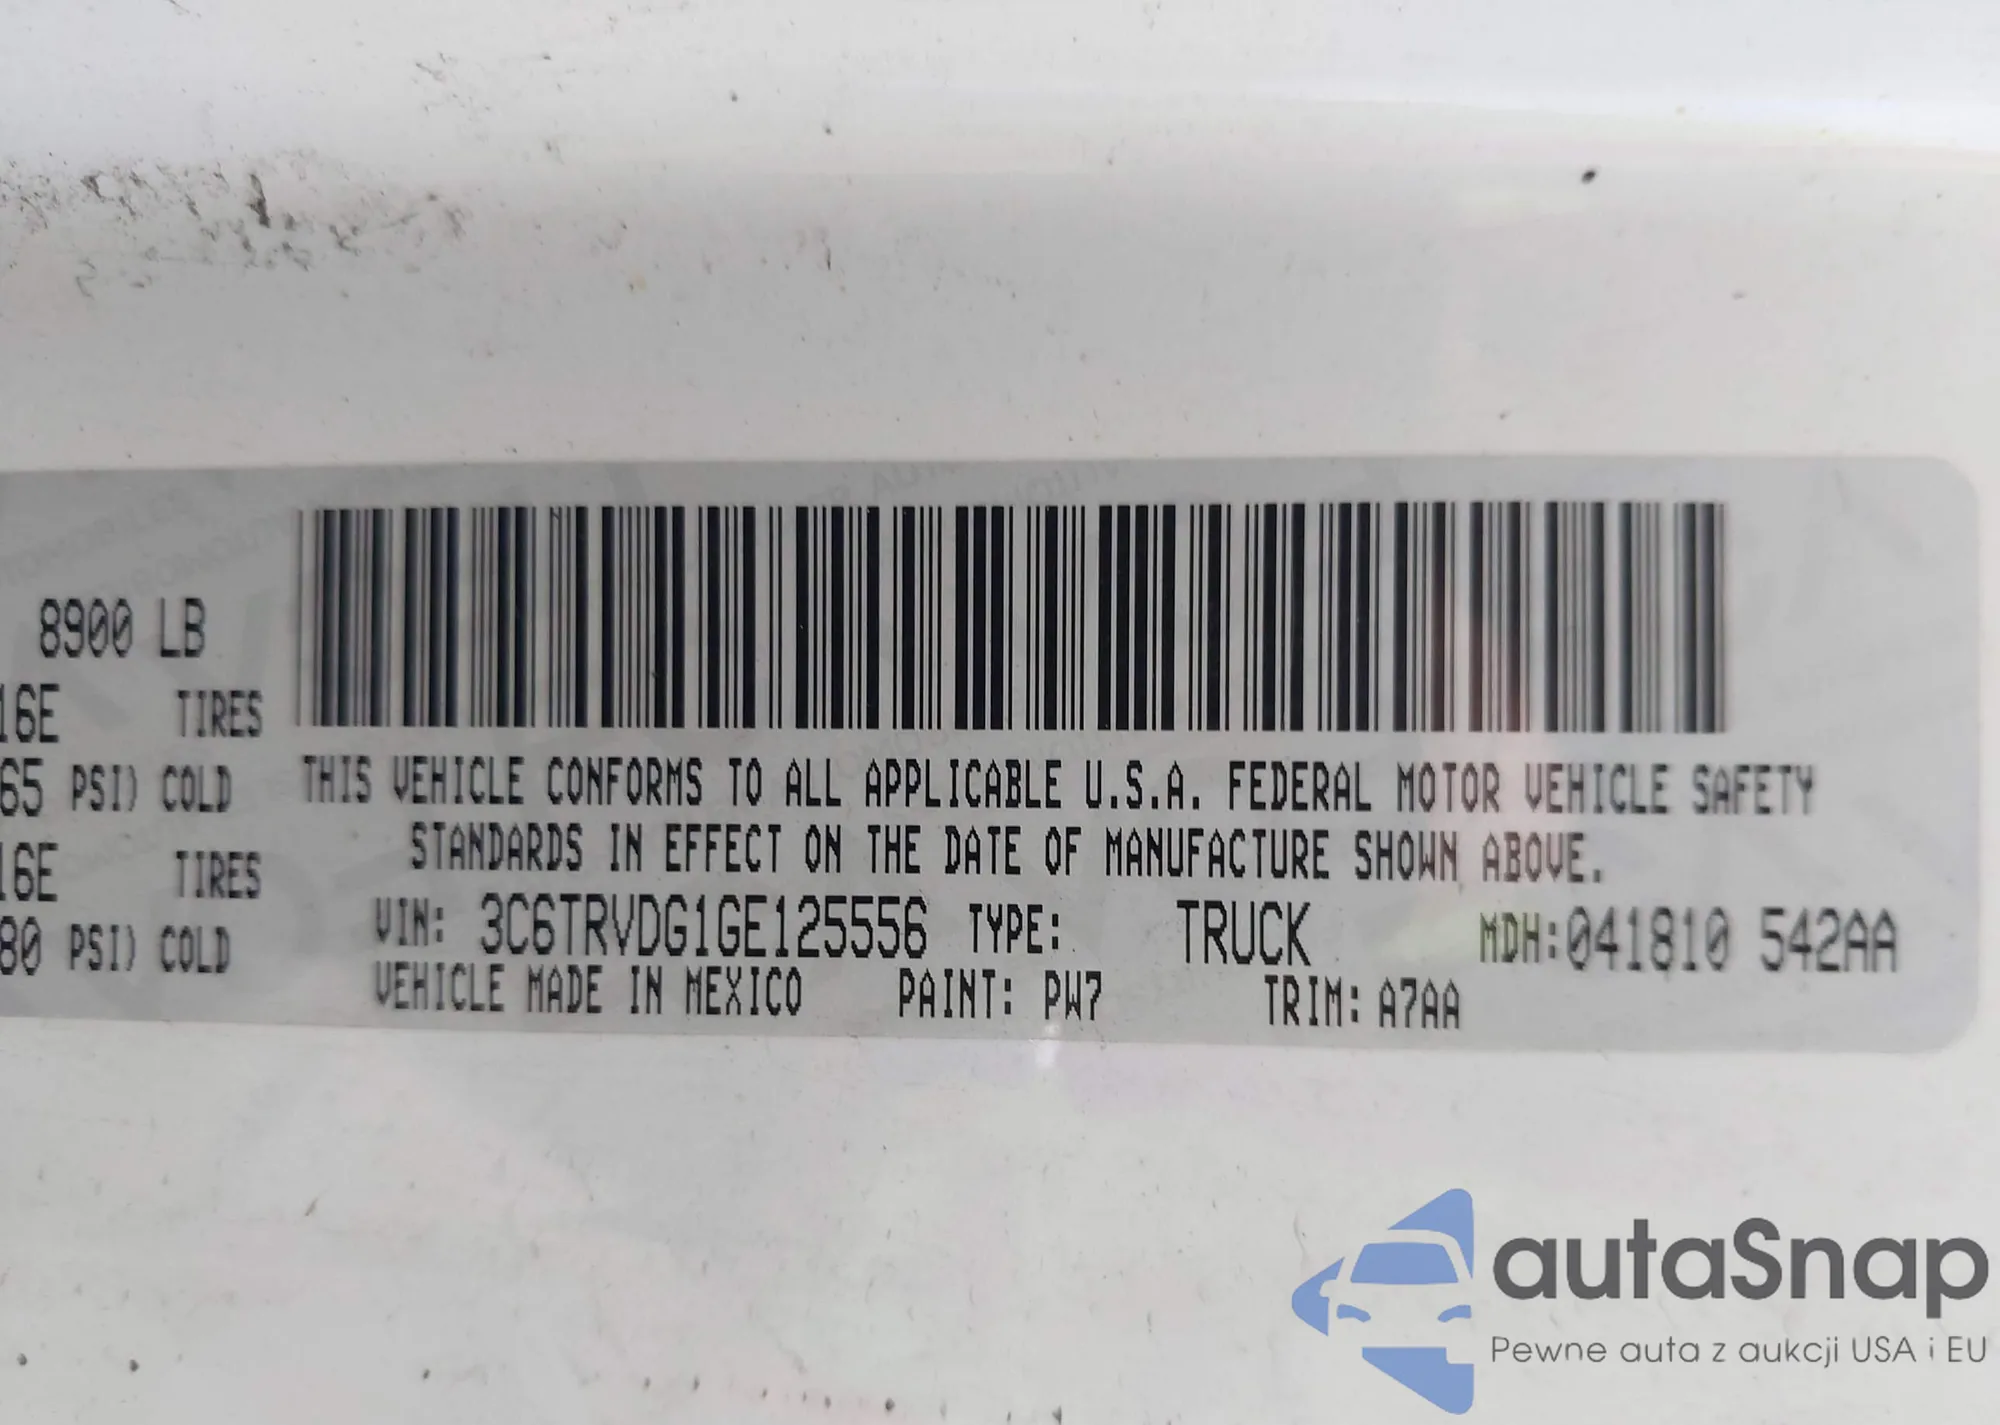 8900 LB
16E TIRES
65 PSI) COLD
THIS VEHICLE CONFORMS TO ALL APPLICABLE U.S.A. FEDERAL MOTOR VEHICLE SAFETY
STANDARDS IN EFFECT ON THE DATE OF MANUFACTURE SHOWN ABOVE.
16E TIRES
80 PSI) COLD
VIN: 3C6TRVDG1GE125556 TYPE: TRUCK MDH:041810 542AA
VEHICLE MADE IN MEXICO PAINT: PW7 TRIM: A7AA
autaSnap
Pewne auta z aukcji USA i EU